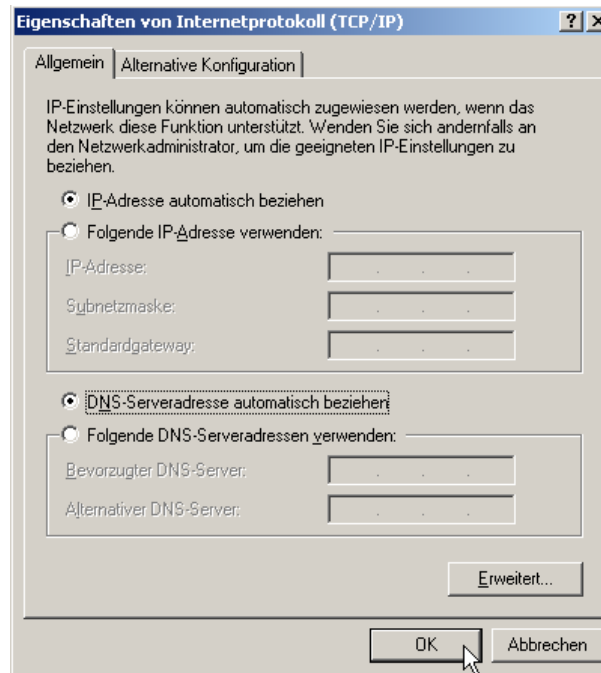 Eigenschaften von Internetprotokoll (TCP/IP)
Allgemein
Alternative Konfiguration
IP-Einstellungen können automatisch zugewiesen werden, wenn das
Netzwerk diese Funktion unterstützt. Wenden Sie sich andernfalls an
den Netzwerkadministrator, um die geeigneten IP-Einstellungen zu
beziehen.
IP-Adresse automatisch beziehen
Folgende IP-Adresse verwenden:
IP-Adresse:
Subnetzmaske:
Standardgateway:
DNS-Serveradresse automatisch beziehen
Folgende DNS-Serveradressen verwenden:
Bevorzugter DNS-Server:
Alternativer DNS-Server:
Erweitert...
OK
Abbrechen